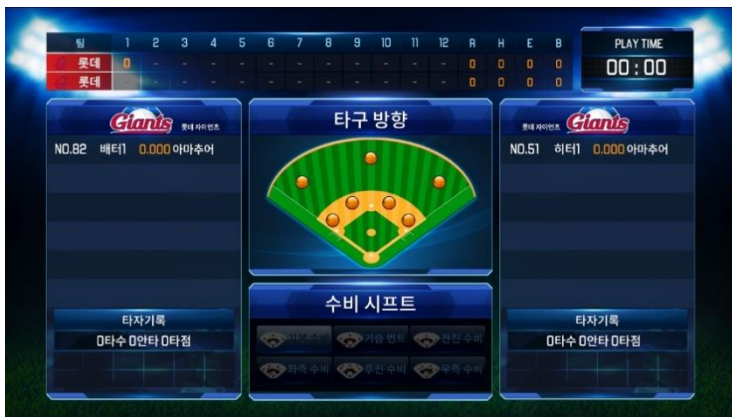 팀 1 2 3 4 5 6 7 8 9 10 11 12 R H E B
롯데 0 - - - - - - - - - - - 0 0 0 0
롯데 - - - - - - - - - - - - 0 0 0 0
PLAY TIME
00:00
Giants 롯데 자이언츠
NO.82 배터1 0.000 아마추어
타자기록
0타수 0안타 0타점
타구 방향
수비 시프트
기본 수비 기습 번트 전진 수비
좌측 수비 후진 수비 우측 수비
롯데 자이언츠 Giants
NO.51 히터1 0.000 아마추어
타자기록
0타수 0안타 0타점